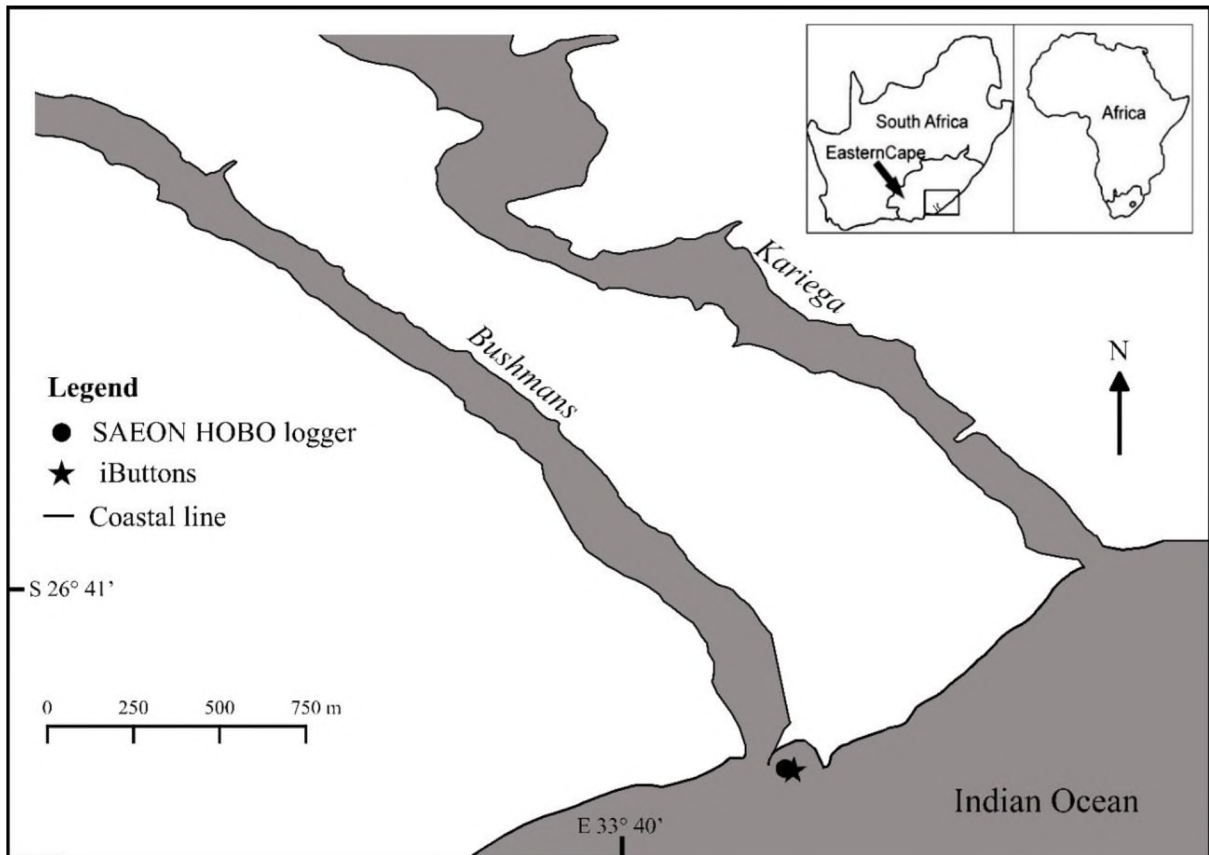 South Africa
EasternCape
Africa
Kariega
Bushmans
N
Legend
SAEON HOBO logger
iButtons
Coastal line
S 26° 41’
0 250 500 750 m
Indian Ocean
E 33° 40’